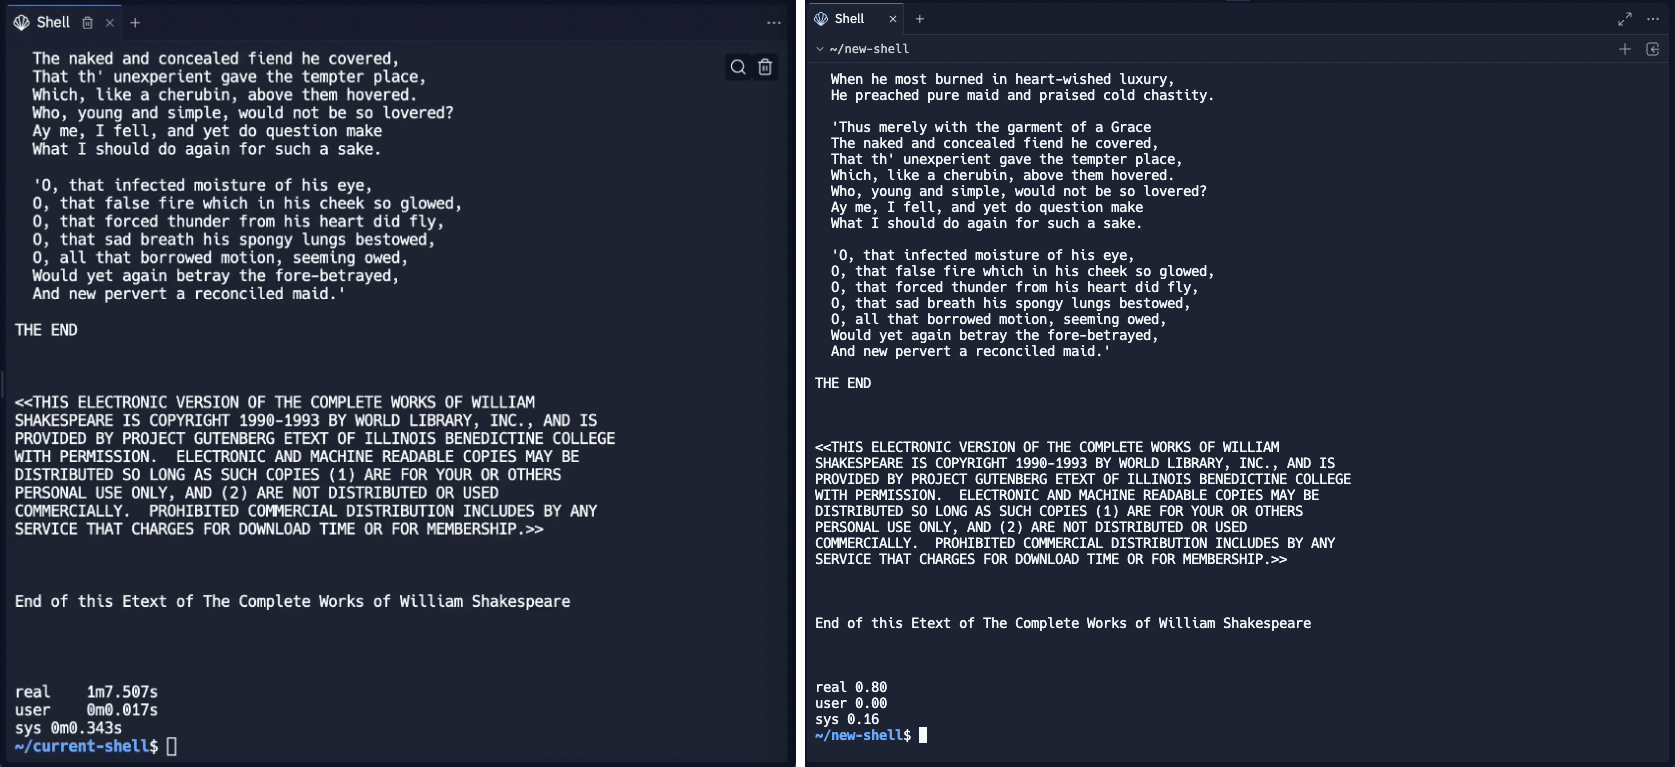 Shell
The naked and concealed fiend he covered,
That th' unexperient gave the tempter place,
Which, like a cherubin, above them hovered.
Who, young and simple, would not be so lovered?
Ay me, I fell, and yet do question make
What I should do again for such a sake.
'O, that infected moisture of his eye,
O, that false fire which in his cheek so glowed,
O, that forced thunder from his heart did fly,
O, that sad breath his spongy lungs bestowed,
O, all that borrowed motion, seeming owed,
Would yet again betray the fore-betrayed,
And new pervert a reconciled maid.'
THE END
<<THIS ELECTRONIC VERSION OF THE COMPLETE WORKS OF WILLIAM
SHAKESPEARE IS COPYRIGHT 1990-1993 BY WORLD LIBRARY, INC., AND IS
PROVIDED BY PROJECT GUTENBERG ETEXT OF ILLINOIS BENEDICTINE COLLEGE
WITH PERMISSION.  ELECTRONIC AND MACHINE READABLE COPIES MAY BE
DISTRIBUTED SO LONG AS SUCH COPIES (1) ARE FOR YOUR OR OTHERS
PERSONAL USE ONLY, AND (2) ARE NOT DISTRIBUTED OR USED
COMMERCIALLY.  PROHIBITED COMMERCIAL DISTRIBUTION INCLUDES BY ANY
SERVICE THAT CHARGES FOR DOWNLOAD TIME OR FOR MEMBERSHIP.>>
End of this Etext of The Complete Works of William Shakespeare
real    1m7.507s
user    0m0.017s
sys 0m0.343s
~/current-shell$
Shell
~/new-shell
When he most burned in heart-wished luxury,
He preached pure maid and praised cold chastity.
'Thus merely with the garment of a Grace
The naked and concealed fiend he covered,
That th' unexperient gave the tempter place,
Which, like a cherubin, above them hovered.
Who, young and simple, would not be so lovered?
Ay me, I fell, and yet do question make
What I should do again for such a sake.
'O, that infected moisture of his eye,
O, that false fire which in his cheek so glowed,
O, that forced thunder from his heart did fly,
O, that sad breath his spongy lungs bestowed,
O, all that borrowed motion, seeming owed,
Would yet again betray the fore-betrayed,
And new pervert a reconciled maid.'
THE END
<<THIS ELECTRONIC VERSION OF THE COMPLETE WORKS OF WILLIAM
SHAKESPEARE IS COPYRIGHT 1990-1993 BY WORLD LIBRARY, INC., AND IS
PROVIDED BY PROJECT GUTENBERG ETEXT OF ILLINOIS BENEDICTINE COLLEGE
WITH PERMISSION.  ELECTRONIC AND MACHINE READABLE COPIES MAY BE
DISTRIBUTED SO LONG AS SUCH COPIES (1) ARE FOR YOUR OR OTHERS
PERSONAL USE ONLY, AND (2) ARE NOT DISTRIBUTED OR USED
COMMERCIALLY.  PROHIBITED COMMERCIAL DISTRIBUTION INCLUDES BY ANY
SERVICE THAT CHARGES FOR DOWNLOAD TIME OR FOR MEMBERSHIP.>>
End of this Etext of The Complete Works of William Shakespeare
real 0.80
user 0.00
sys 0.16
~/new-shell$